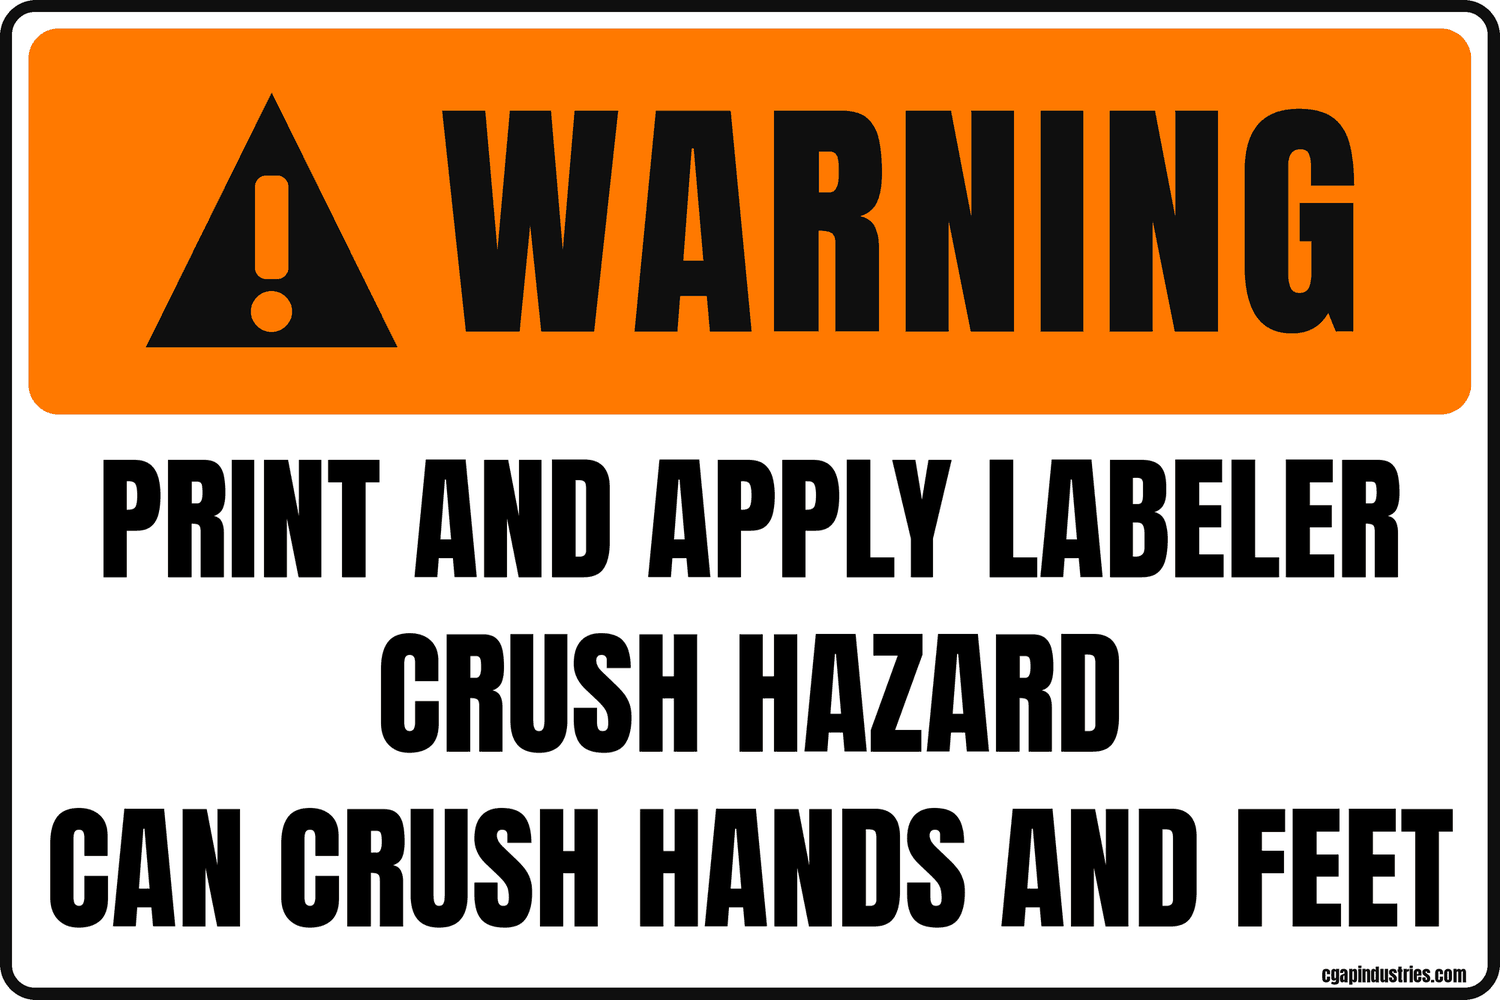 WARNING
PRINT AND APPLY LABELER
CRUSH HAZARD
CAN CRUSH HANDS AND FEET
cgapindustries.com